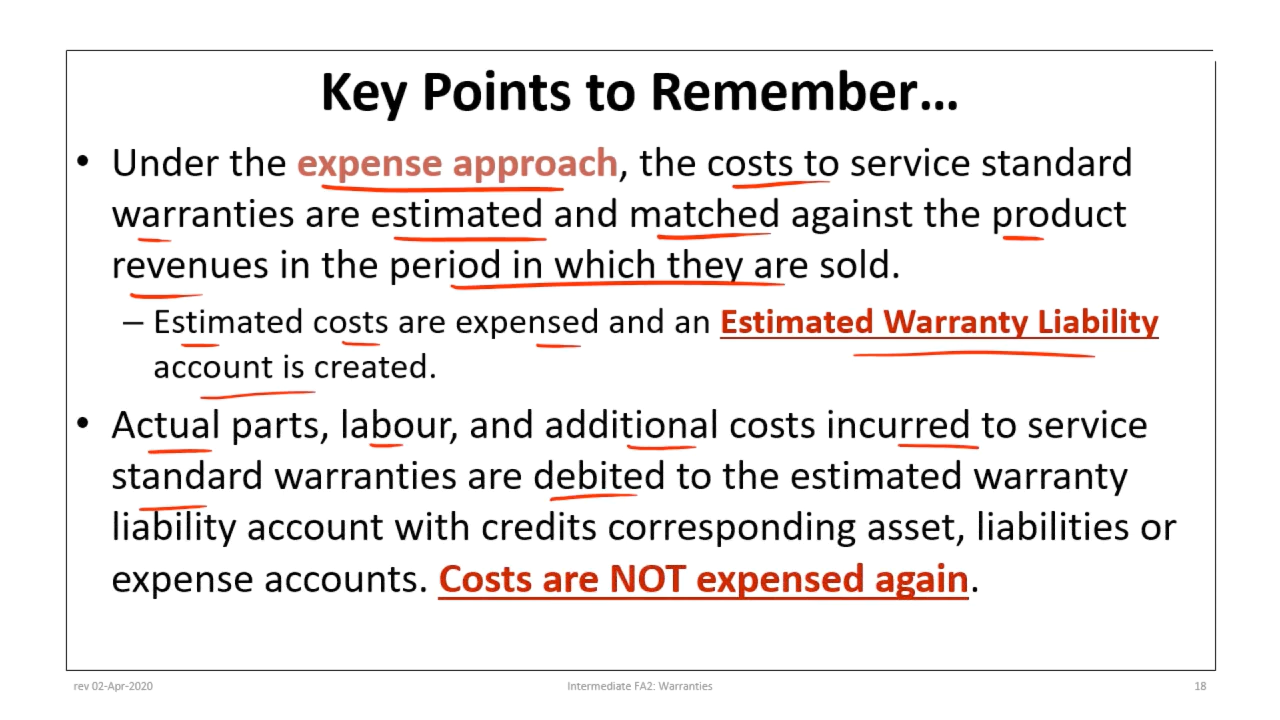 Key Points to Remember...
• Under the expense approach, the costs to service standard
warranties are estimated and matched against the product
revenues in the period in which they are sold.
– Estimated costs are expensed and an Estimated Warranty Liability
account is created.
• Actual parts, labour, and additional costs incurred to service
standard warranties are debited to the estimated warranty
liability account with credits corresponding asset, liabilities or
expense accounts. Costs are NOT expensed again.
rev 02-Apr-2020
Intermediate FA2: Warranties
18